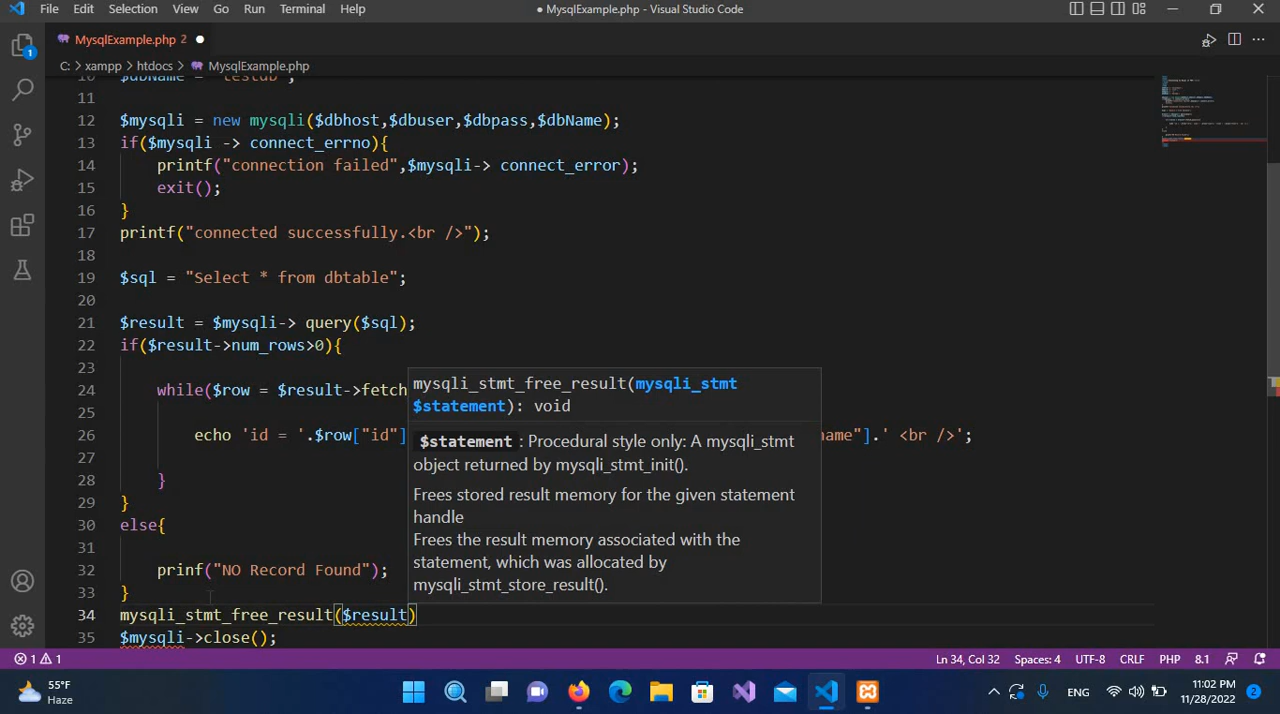 File Edit Selection View Go Run Terminal Help
● MysqlExample.php - Visual Studio Code
MysqlExample.php 2 ●
C: > xampp > htdocs > MysqlExample.php
10 $dbName = 'testdb';
11
12 $mysqli = new mysqli($dbhost,$dbuser,$dbpass,$dbName);
13 if($mysqli -> connect_errno){
14 printf("connection failed",$mysqli-> connect_error);
15 exit();
16 }
17 printf("connected successfully.<br />");
18
19 $sql = "Select * from dbtable";
20
21 $result = $mysqli-> query($sql);
22 if($result->num_rows>0){
23
24 while($row = $result->fetch
25
26 echo 'id = '.$row["id"] name"].' <br />';
27
28 }
29 }
30 else{
31
32 prinf("NO Record Found");
33 }
34 mysqli_stmt_free_result($result)
35 $mysqli->close();
mysqli_stmt_free_result(mysqli_stmt
$statement): void
$statement : Procedural style only: A mysqli_stmt
object returned by mysqli_stmt_init().
Frees stored result memory for the given statement
handle
Frees the result memory associated with the
statement, which was allocated by
mysqli_stmt_store_result().
1
1 1 Ln 34, Col 32 Spaces: 4 UTF-8 CRLF PHP 8.1
55°F
Haze
ENG
11:02 PM
11/28/2022
2